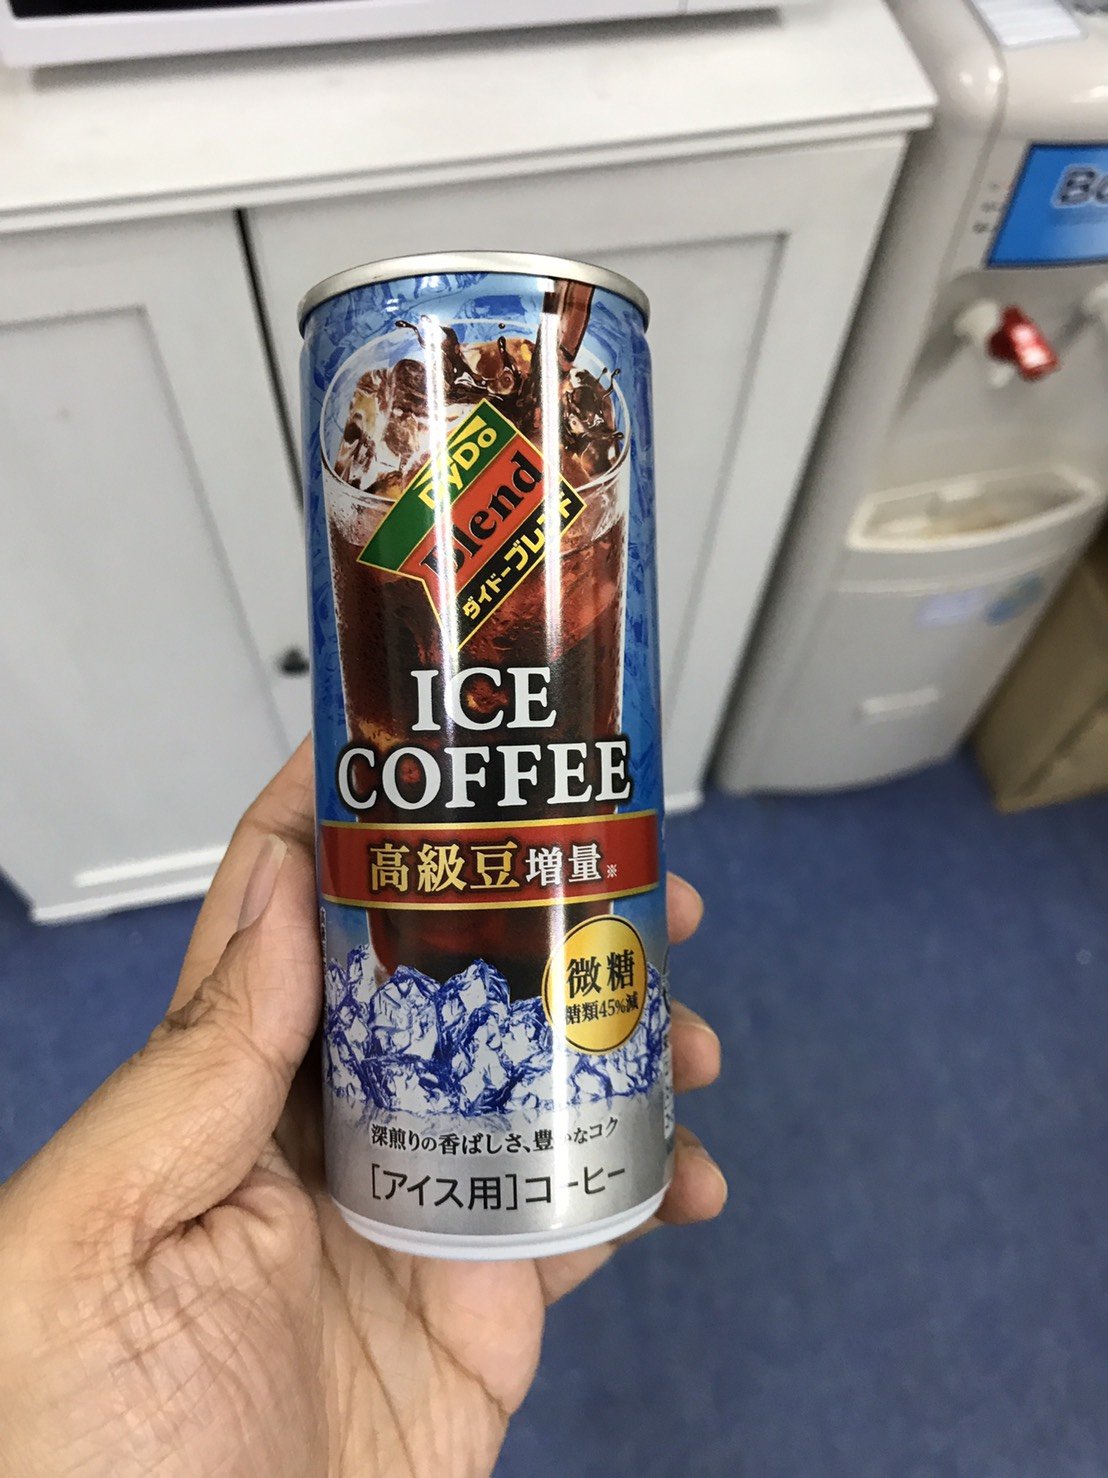 DyDo
blend
ダイドーブレンド
ICE
COFFEE
高級豆増量※
微糖
糖類45%減
深煎りの香ばしさ、豊かなコク
[アイス用]コーヒー